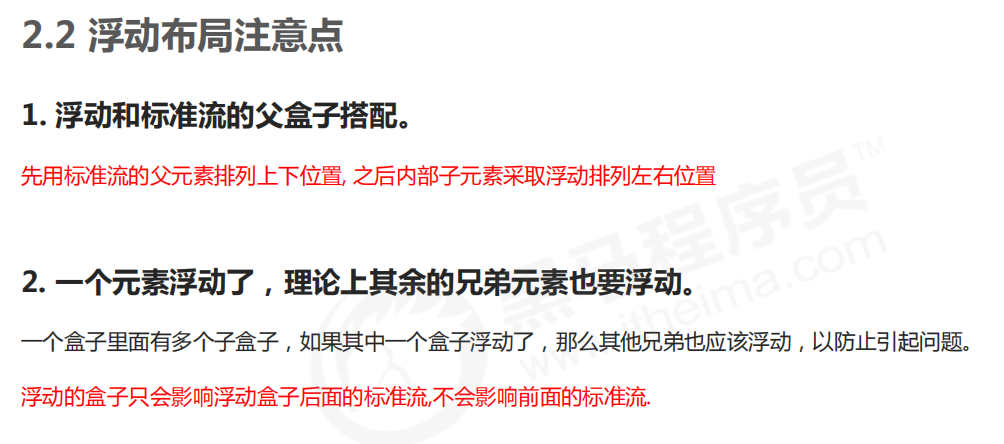 2.2 浮动布局注意点
1. 浮动和标准流的父盒子搭配。
先用标准流的父元素排列上下位置, 之后内部子元素采取浮动排列左右位置
2. 一个元素浮动了，理论上其余的兄弟元素也要浮动。
一个盒子里面有多个子盒子，如果其中一个盒子浮动了，那么其他兄弟也应该浮动，以防止引起问题。
浮动的盒子只会影响浮动盒子后面的标准流,不会影响前面的标准流.
黑马程序员™
www.itheima.com